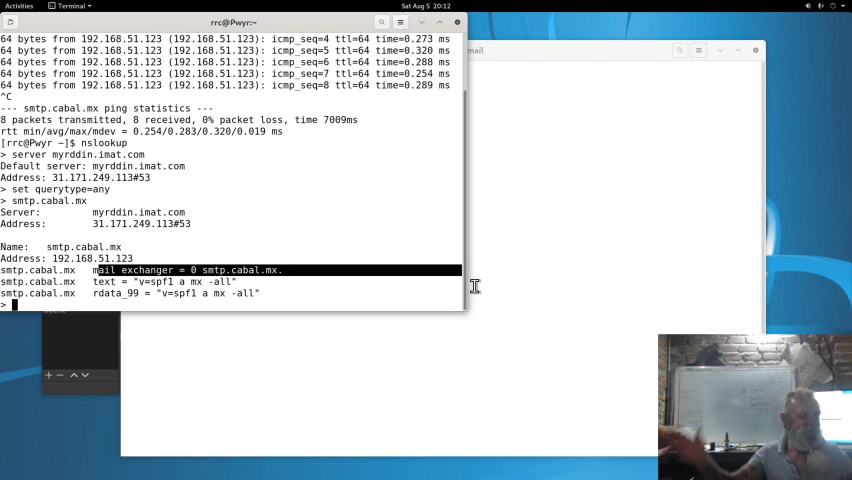 Activities
Terminal
Sat Aug 5 20:12
rrc@Pwyr:~
64 bytes from 192.168.51.123 (192.168.51.123): icmp_seq=4 ttl=64 time=0.273 ms
64 bytes from 192.168.51.123 (192.168.51.123): icmp_seq=5 ttl=64 time=0.320 ms
64 bytes from 192.168.51.123 (192.168.51.123): icmp_seq=6 ttl=64 time=0.288 ms
64 bytes from 192.168.51.123 (192.168.51.123): icmp_seq=7 ttl=64 time=0.254 ms
64 bytes from 192.168.51.123 (192.168.51.123): icmp_seq=8 ttl=64 time=0.289 ms
^C
--- smtp.cabal.mx ping statistics ---
8 packets transmitted, 8 received, 0% packet loss, time 7009ms
rtt min/avg/max/mdev = 0.254/0.283/0.320/0.019 ms
[rrc@Pwyr ~]$ nslookup
> server myrddin.imat.com
Default server: myrddin.imat.com
Address: 31.171.249.113#53
> set querytype=any
> smtp.cabal.mx
Server: myrddin.imat.com
Address: 31.171.249.113#53
Name: smtp.cabal.mx
Address: 192.168.51.123
smtp.cabal.mx mail exchanger = 0 smtp.cabal.mx.
smtp.cabal.mx text = "v=spf1 a mx -all"
smtp.cabal.mx rdata_99 = "v=spf1 a mx -all"
>
mail